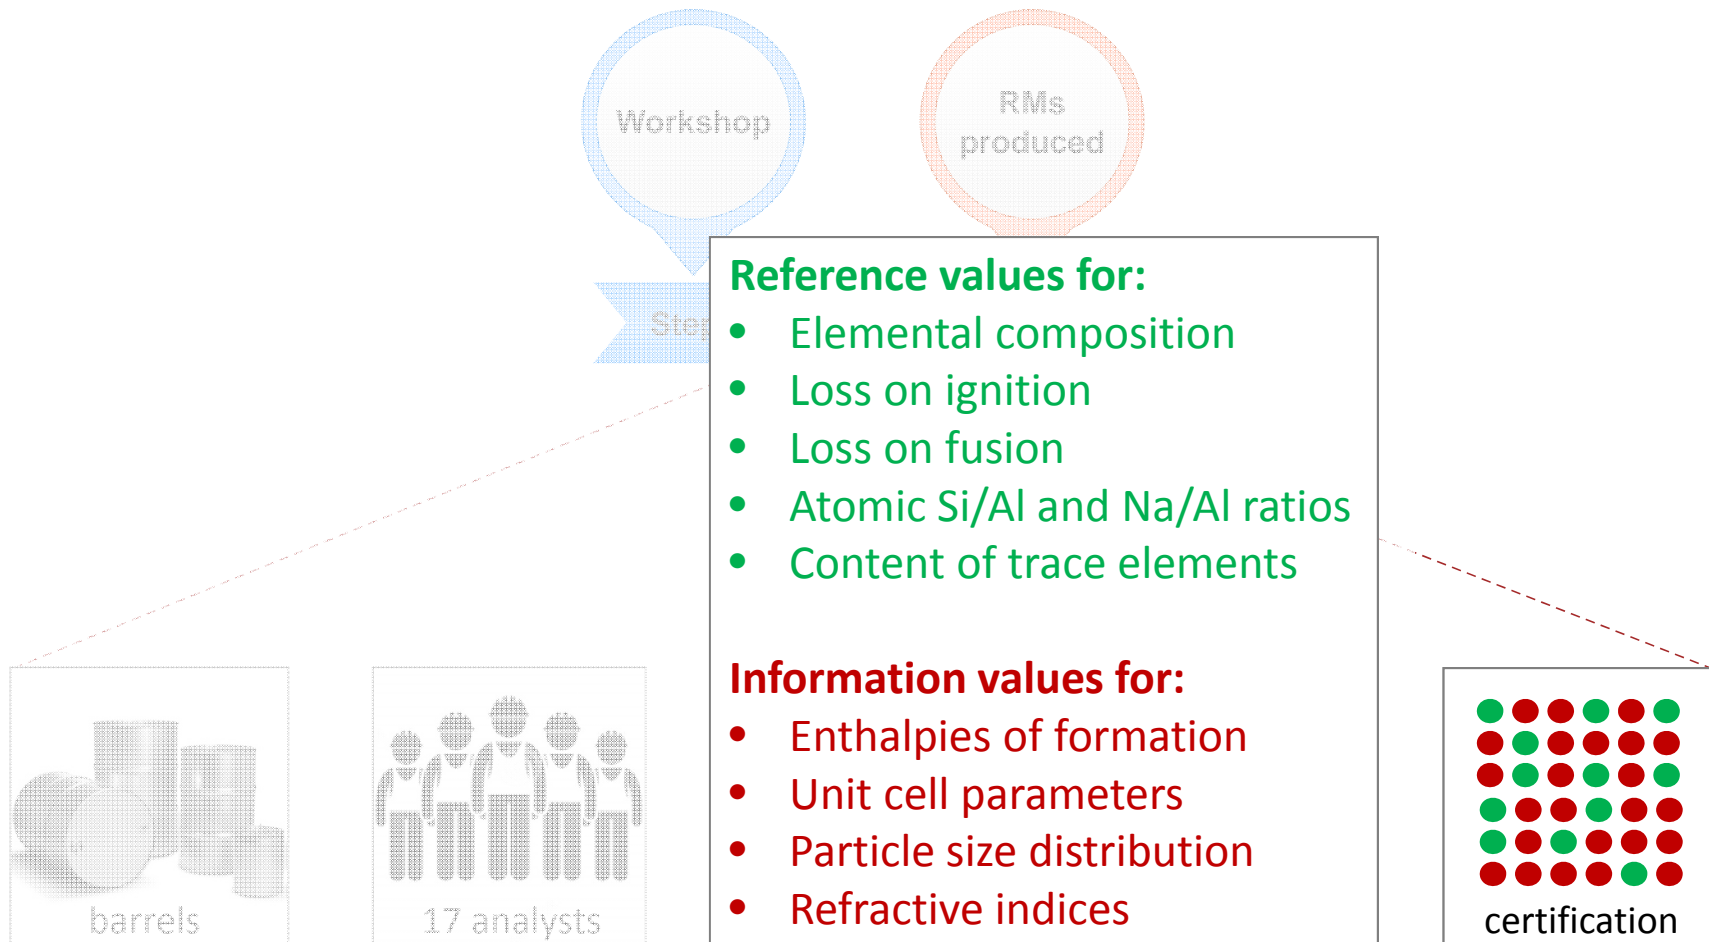 Workshop
RMs
produced
Step
Reference values for:
• Elemental composition
• Loss on ignition
• Loss on fusion
• Atomic Si/Al and Na/Al ratios
• Content of trace elements
Information values for:
• Enthalpies of formation
• Unit cell parameters
• Particle size distribution
• Refractive indices
barrels
17 analysts
certification